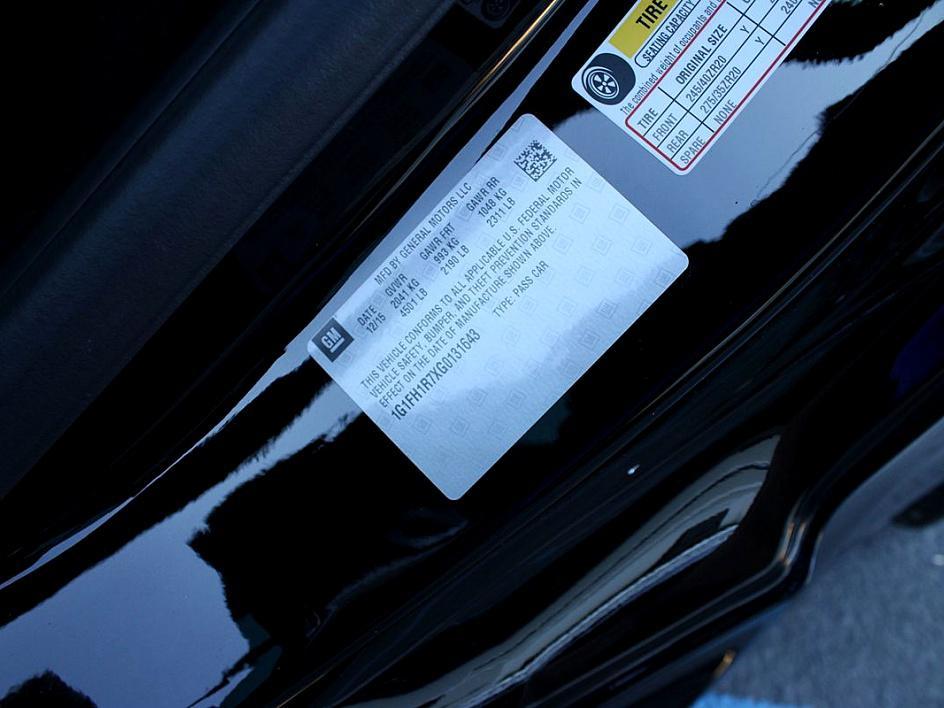 TIRE
SEATING CAPACITY
The combined weight of occupants and
TIRE ORIGINAL SIZE
FRONT 245/40ZR20 Y
REAR 275/35ZR20 Y
SPARE NONE
GM
MFD BY GENERAL MOTORS LLC
DATE GVWR GAWR FRT GAWR RR
12/15 2041 KG 993 KG 1048 KG
4501 LB 2190 LB 2311 LB
THIS VEHICLE CONFORMS TO ALL APPLICABLE U.S. FEDERAL MOTOR
VEHICLE SAFETY, BUMPER, AND THEFT PREVENTION STANDARDS IN
EFFECT ON THE DATE OF MANUFACTURE SHOWN ABOVE.
1G1FH1R7XG0131643 TYPE: PASS CAR